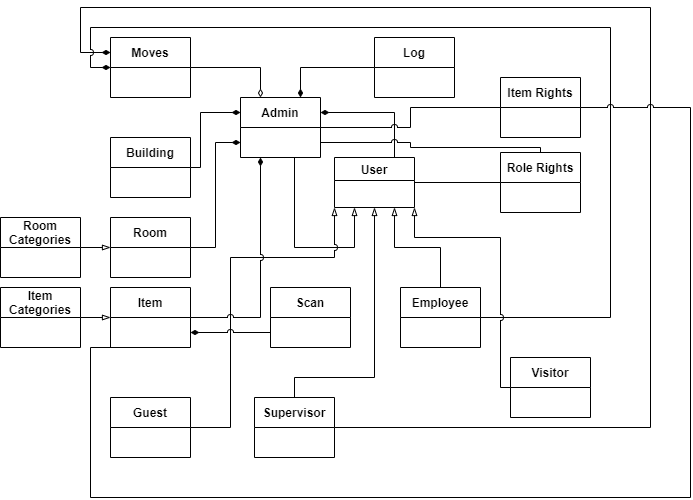 Moves
Log
Item Rights
Admin
Building
User
Role Rights
Room
Categories
Room
Item
Categories
Item
Scan
Employee
Visitor
Guest
Supervisor